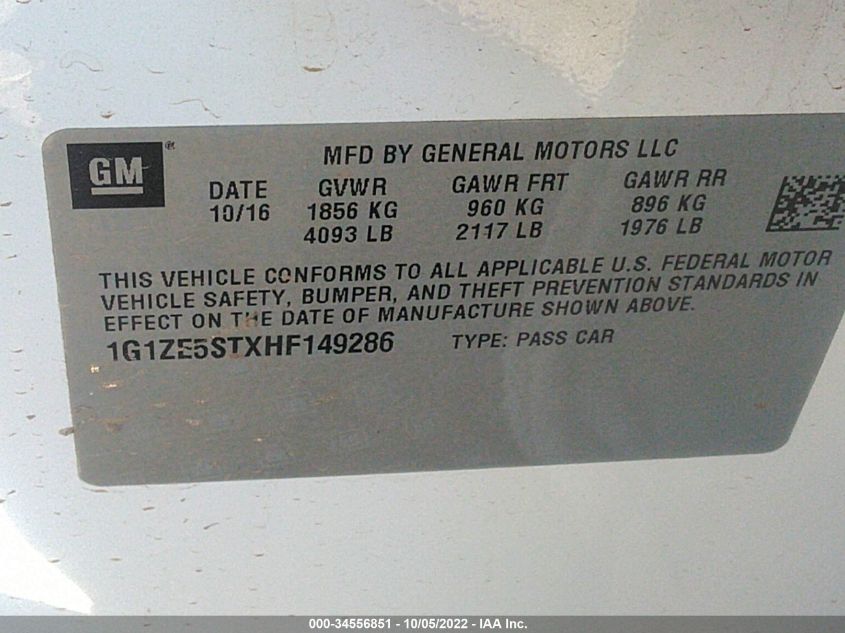 GM ®
MFD BY GENERAL MOTORS LLC
DATE GVWR GAWR FRT GAWR RR
10/16 1856 KG 960 KG 896 KG
4093 LB 2117 LB 1976 LB
THIS VEHICLE CONFORMS TO ALL APPLICABLE U.S. FEDERAL MOTOR
VEHICLE SAFETY, BUMPER, AND THEFT PREVENTION STANDARDS IN
EFFECT ON THE DATE OF MANUFACTURE SHOWN ABOVE.
1G1ZE5STXHF149286 TYPE: PASS CAR
000-34556851 - 10/05/2022 - IAA Inc.